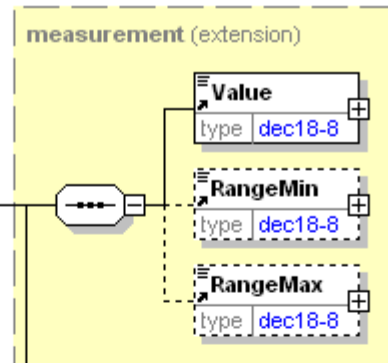 measurement (extension)
Value
type dec18-8
RangeMin
type dec18-8
RangeMax
type dec18-8